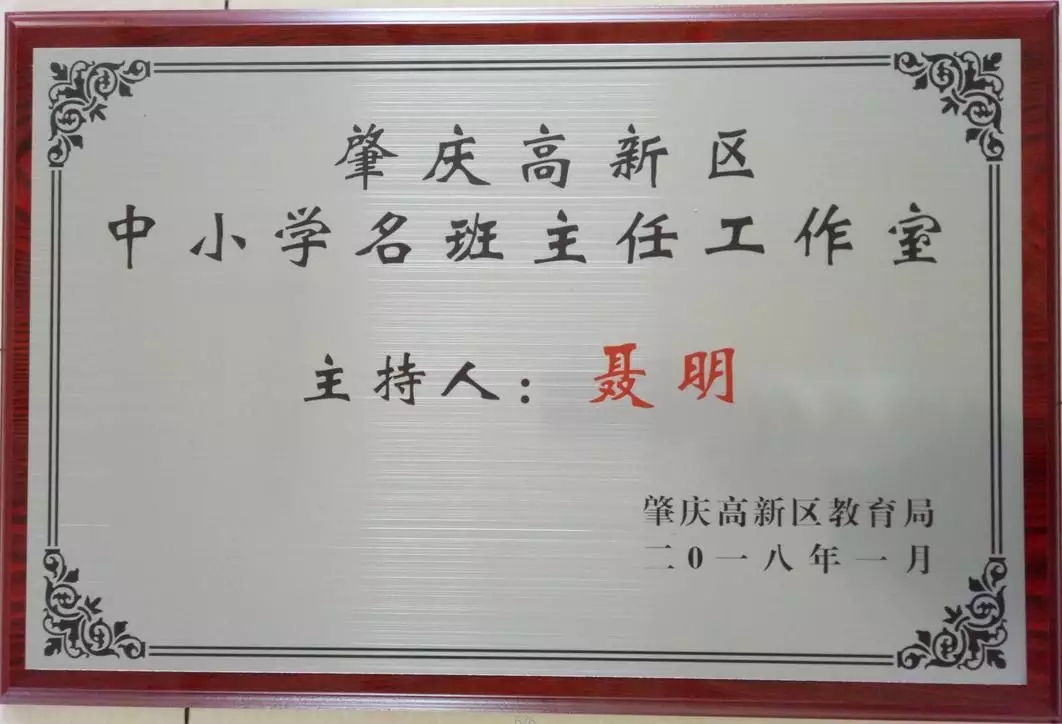 肇庆高新区
中小学名班主任工作室
主持人：聂明
肇庆高新区教育局
二0一八年一月